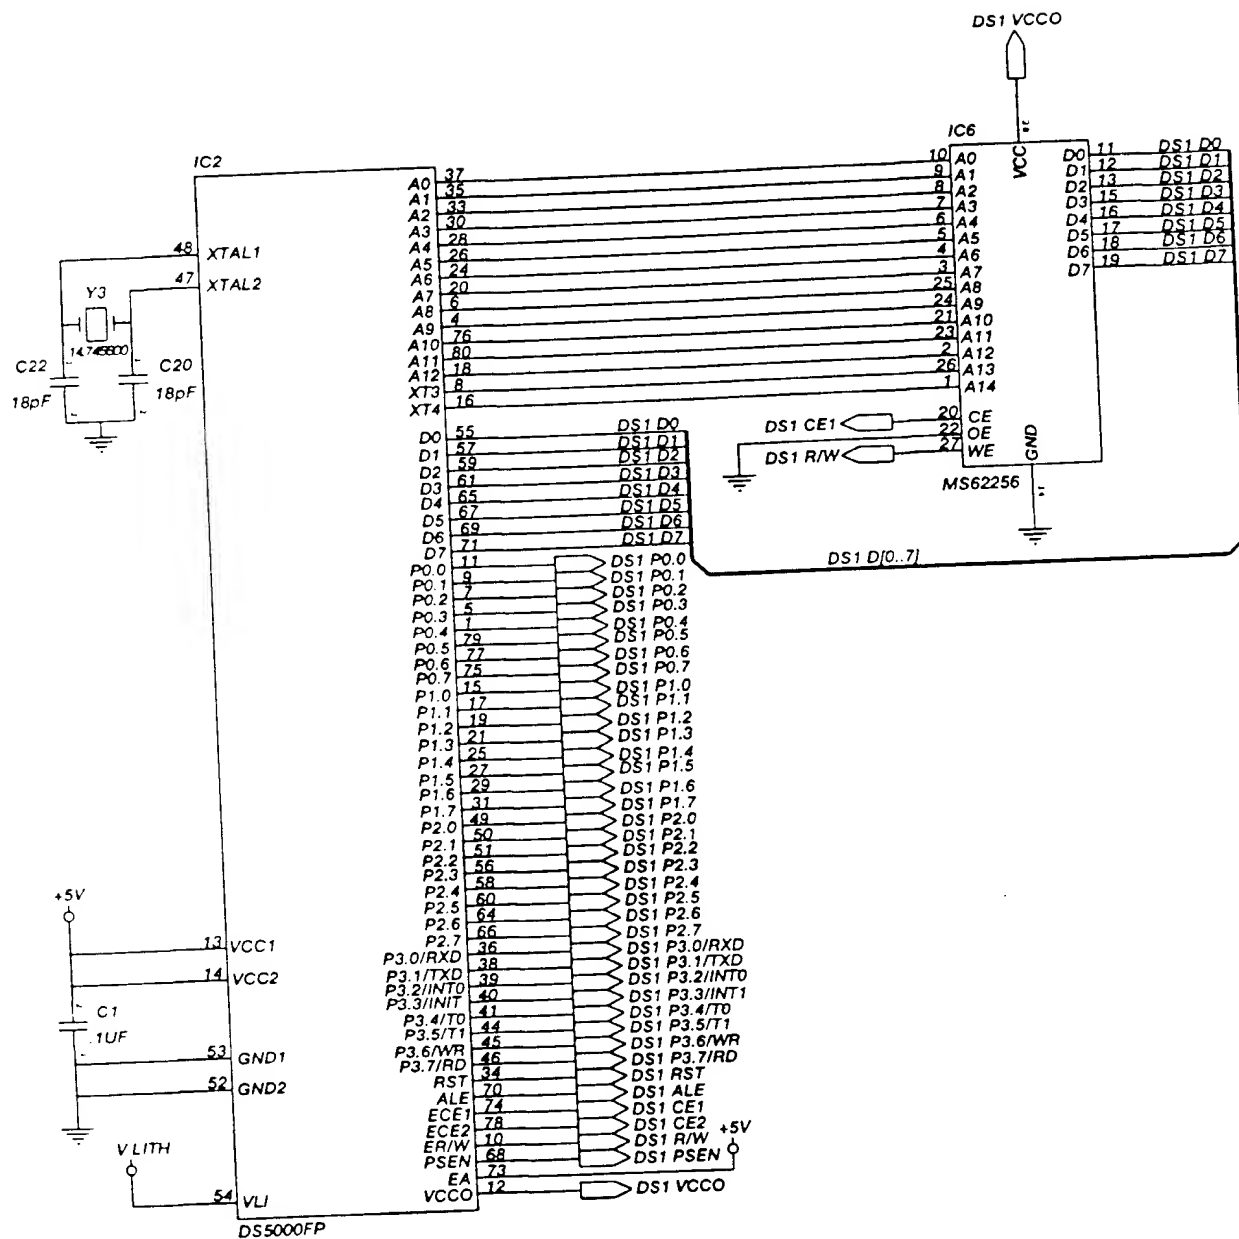 DS1 VCCO
IC6
VCC
GND
10 A0
9 A1
8 A2
7 A3
6 A4
5 A5
4 A6
3 A7
25 A8
24 A9
21 A10
23 A11
2 A12
26 A13
1 A14
20 CE
22 OE
27 WE
D0 11 DS1 D0
D1 12 DS1 D1
D2 13 DS1 D2
D3 15 DS1 D3
D4 16 DS1 D4
D5 17 DS1 D5
D6 18 DS1 D6
D7 19 DS1 D7
DS1 CE1
DS1 R/W
MS62256
DS1 D[0..7]
IC2
48 XTAL1
47 XTAL2
Y3
14.745600
C22
18pF
C20
18pF
A0 37
A1 35
A2 33
A3 30
A4 28
A5 26
A6 24
A7 20
A8 6
A9 4
A10 76
A11 80
A12 18
XT3 8
XT4 16
D0 55 DS1 D0
D1 57 DS1 D1
D2 59 DS1 D2
D3 61 DS1 D3
D4 65 DS1 D4
D5 67 DS1 D5
D6 69 DS1 D6
D7 71 DS1 D7
P0.0 11 DS1 P0.0
P0.1 9 DS1 P0.1
P0.2 7 DS1 P0.2
P0.3 5 DS1 P0.3
P0.4 1 DS1 P0.4
P0.5 79 DS1 P0.5
P0.6 77 DS1 P0.6
P0.7 75 DS1 P0.7
P1.0 15 DS1 P1.0
P1.1 17 DS1 P1.1
P1.2 19 DS1 P1.2
P1.3 21 DS1 P1.3
P1.4 25 DS1 P1.4
P1.5 27 DS1 P1.5
P1.6 29 DS1 P1.6
P1.7 31 DS1 P1.7
P2.0 49 DS1 P2.0
P2.1 50 DS1 P2.1
P2.2 51 DS1 P2.2
P2.3 56 DS1 P2.3
P2.4 58 DS1 P2.4
P2.5 60 DS1 P2.5
P2.6 64 DS1 P2.6
P2.7 66 DS1 P2.7
P3.0/RXD 36 DS1 P3.0/RXD
P3.1/TXD 38 DS1 P3.1/TXD
P3.2/INT0 39 DS1 P3.2/INT0
P3.3/INIT 40 DS1 P3.3/INT1
P3.4/T0 41 DS1 P3.4/T0
P3.5/T1 44 DS1 P3.5/T1
P3.6/WR 45 DS1 P3.6/WR
P3.7/RD 46 DS1 P3.7/RD
RST 34 DS1 RST
ALE 70 DS1 ALE
ECE1 74 DS1 CE1
ECE2 78 DS1 CE2
ER/W 10 DS1 R/W
PSEN 68 DS1 PSEN
EA 73 +5V
VCCO 12 DS1 VCCO
+5V
13 VCC1
14 VCC2
C1
.1UF
53 GND1
52 GND2
V LITH
54 VLI
DS5000FP